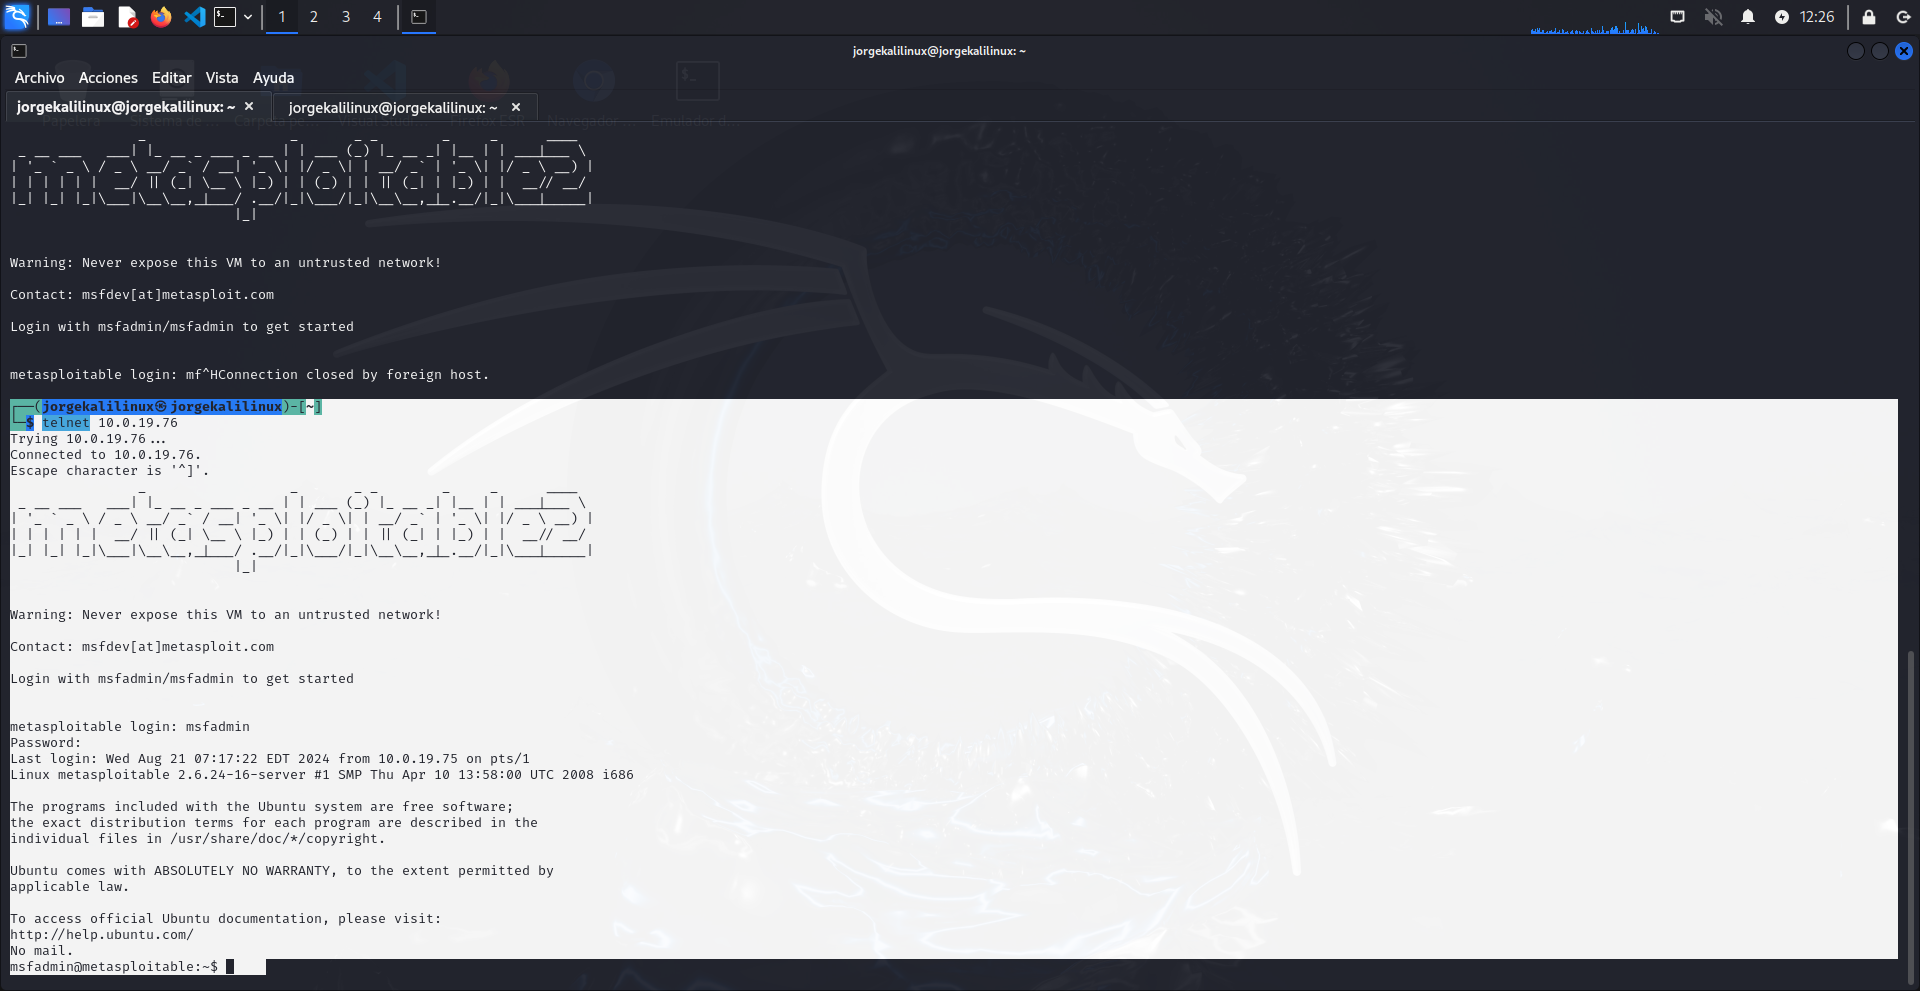 1 2 3 4 12:26
jorgekalilinux@jorgekalilinux: ~
Archivo Acciones Editar Vista Ayuda
jorgekalilinux@jorgekalilinux: ~ × jorgekalilinux@jorgekalilinux: ~ ×
metasploitable2
Warning: Never expose this VM to an untrusted network!
Contact: msfdev[at]metasploit.com
Login with msfadmin/msfadmin to get started
metasploitable login: mf^HConnection closed by foreign host.
┌──(jorgekalilinux㉿jorgekalilinux)-[~]
└─$ telnet 10.0.19.76
Trying 10.0.19.76...
Connected to 10.0.19.76.
Escape character is '^]'.
metasploitable2
Warning: Never expose this VM to an untrusted network!
Contact: msfdev[at]metasploit.com
Login with msfadmin/msfadmin to get started
metasploitable login: msfadmin
Password:
Last login: Wed Aug 21 07:17:22 EDT 2024 from 10.0.19.75 on pts/1
Linux metasploitable 2.6.24-16-server #1 SMP Thu Apr 10 13:58:00 UTC 2008 i686
The programs included with the Ubuntu system are free software;
the exact distribution terms for each program are described in the
individual files in /usr/share/doc/*/copyright.
Ubuntu comes with ABSOLUTELY NO WARRANTY, to the extent permitted by
applicable law.
To access official Ubuntu documentation, please visit:
http://help.ubuntu.com/
No mail.
msfadmin@metasploitable:~$